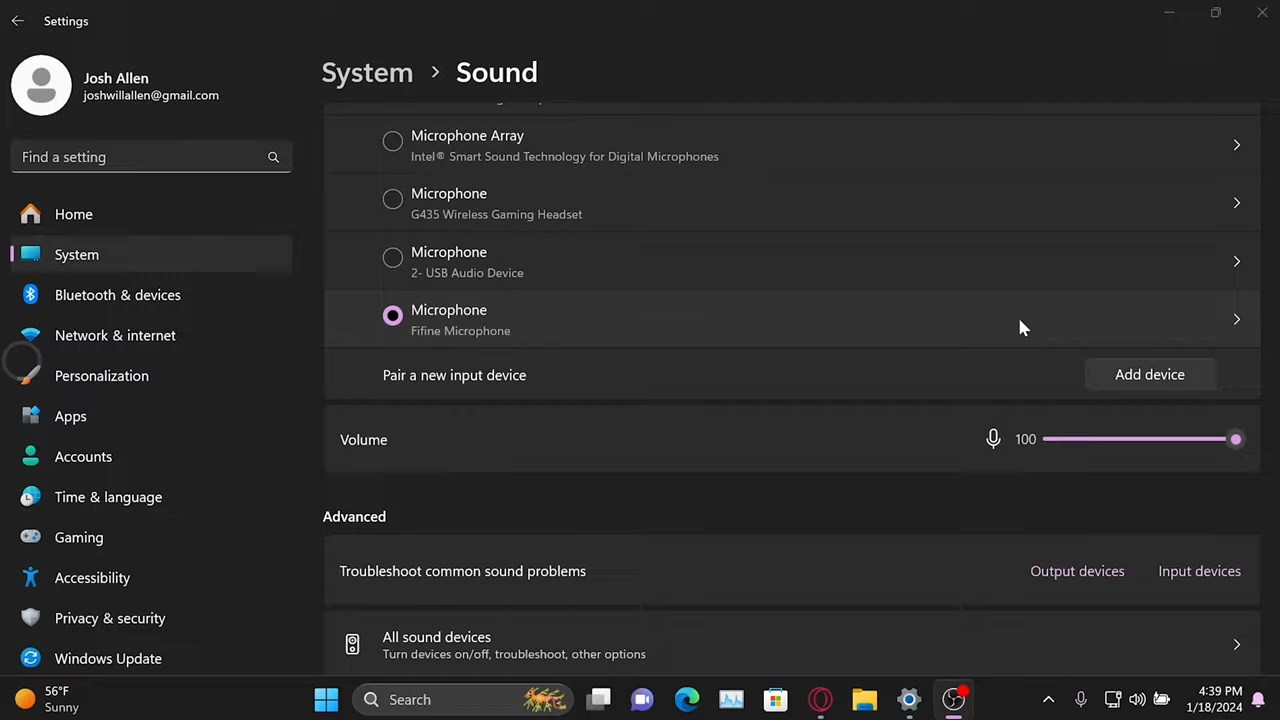 Settings
Josh Allen
joshwillallen@gmail.com
Find a setting
Home
System
Bluetooth & devices
Network & internet
Personalization
Apps
Accounts
Time & language
Gaming
Accessibility
Privacy & security
Windows Update
System > Sound
Microphone Array
Intel® Smart Sound Technology for Digital Microphones
Microphone
G435 Wireless Gaming Headset
Microphone
2- USB Audio Device
Microphone
Fifine Microphone
Pair a new input device Add device
Volume 100
Advanced
Troubleshoot common sound problems Output devices Input devices
All sound devices
Turn devices on/off, troubleshoot, other options
56°F
Sunny
Search
4:39 PM
1/18/2024